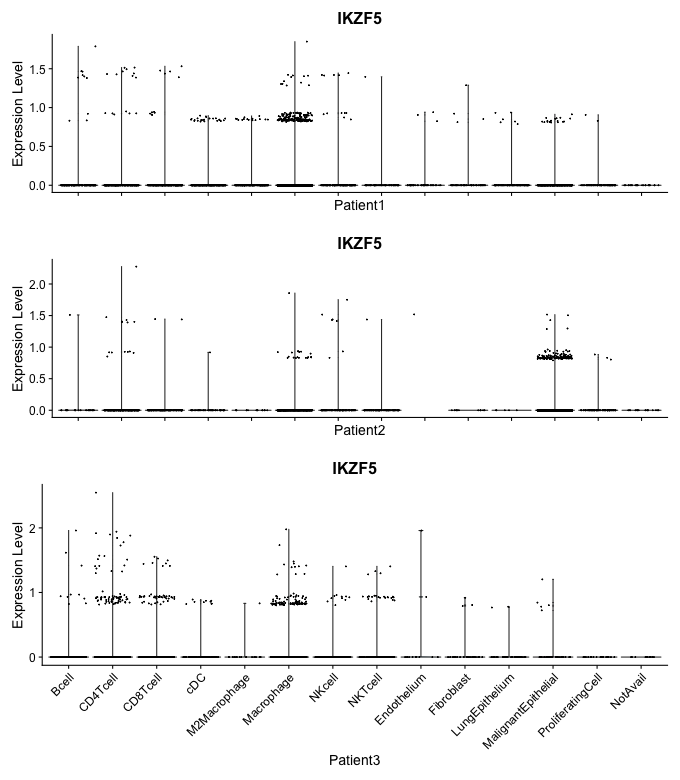 IKZF5
Expression Level
1.5
1.0
0.5
0.0
Patient1
IKZF5
Expression Level
2.0
1.5
1.0
0.5
0.0
Patient2
IKZF5
Expression Level
2
1
0
Bcell
CD4Tcell
CD8Tcell
cDC
M2Macrophage
Macrophage
NKcell
NKTcell
Endothelium
Fibroblast
LungEpithelium
MalignantEpithelial
ProliferatingCell
NotAvail
Patient3